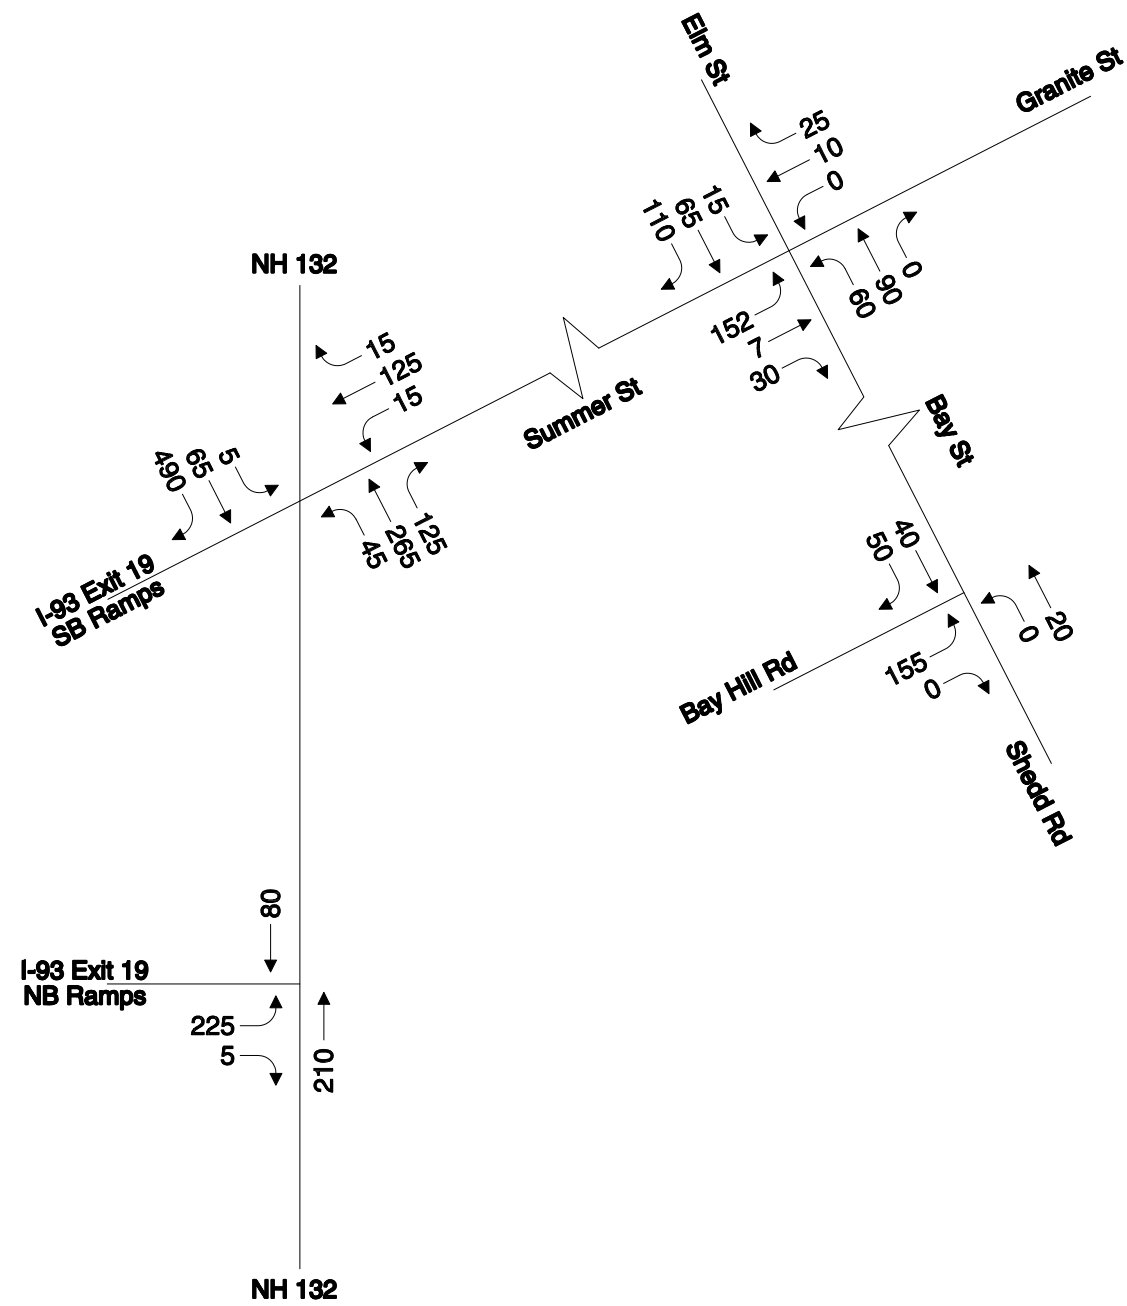 Elm St
Granite St
25
10
0
15
65
110
0
90
60
152
7
30
NH 132
15
125
15
Summer St
Bay St
5
65
490
125
265
45
I-93 Exit 19
SB Ramps
40
50
20
0
155
0
Bay Hill Rd
Shedd Rd
80
I-93 Exit 19
NB Ramps
225
5
210
NH 132